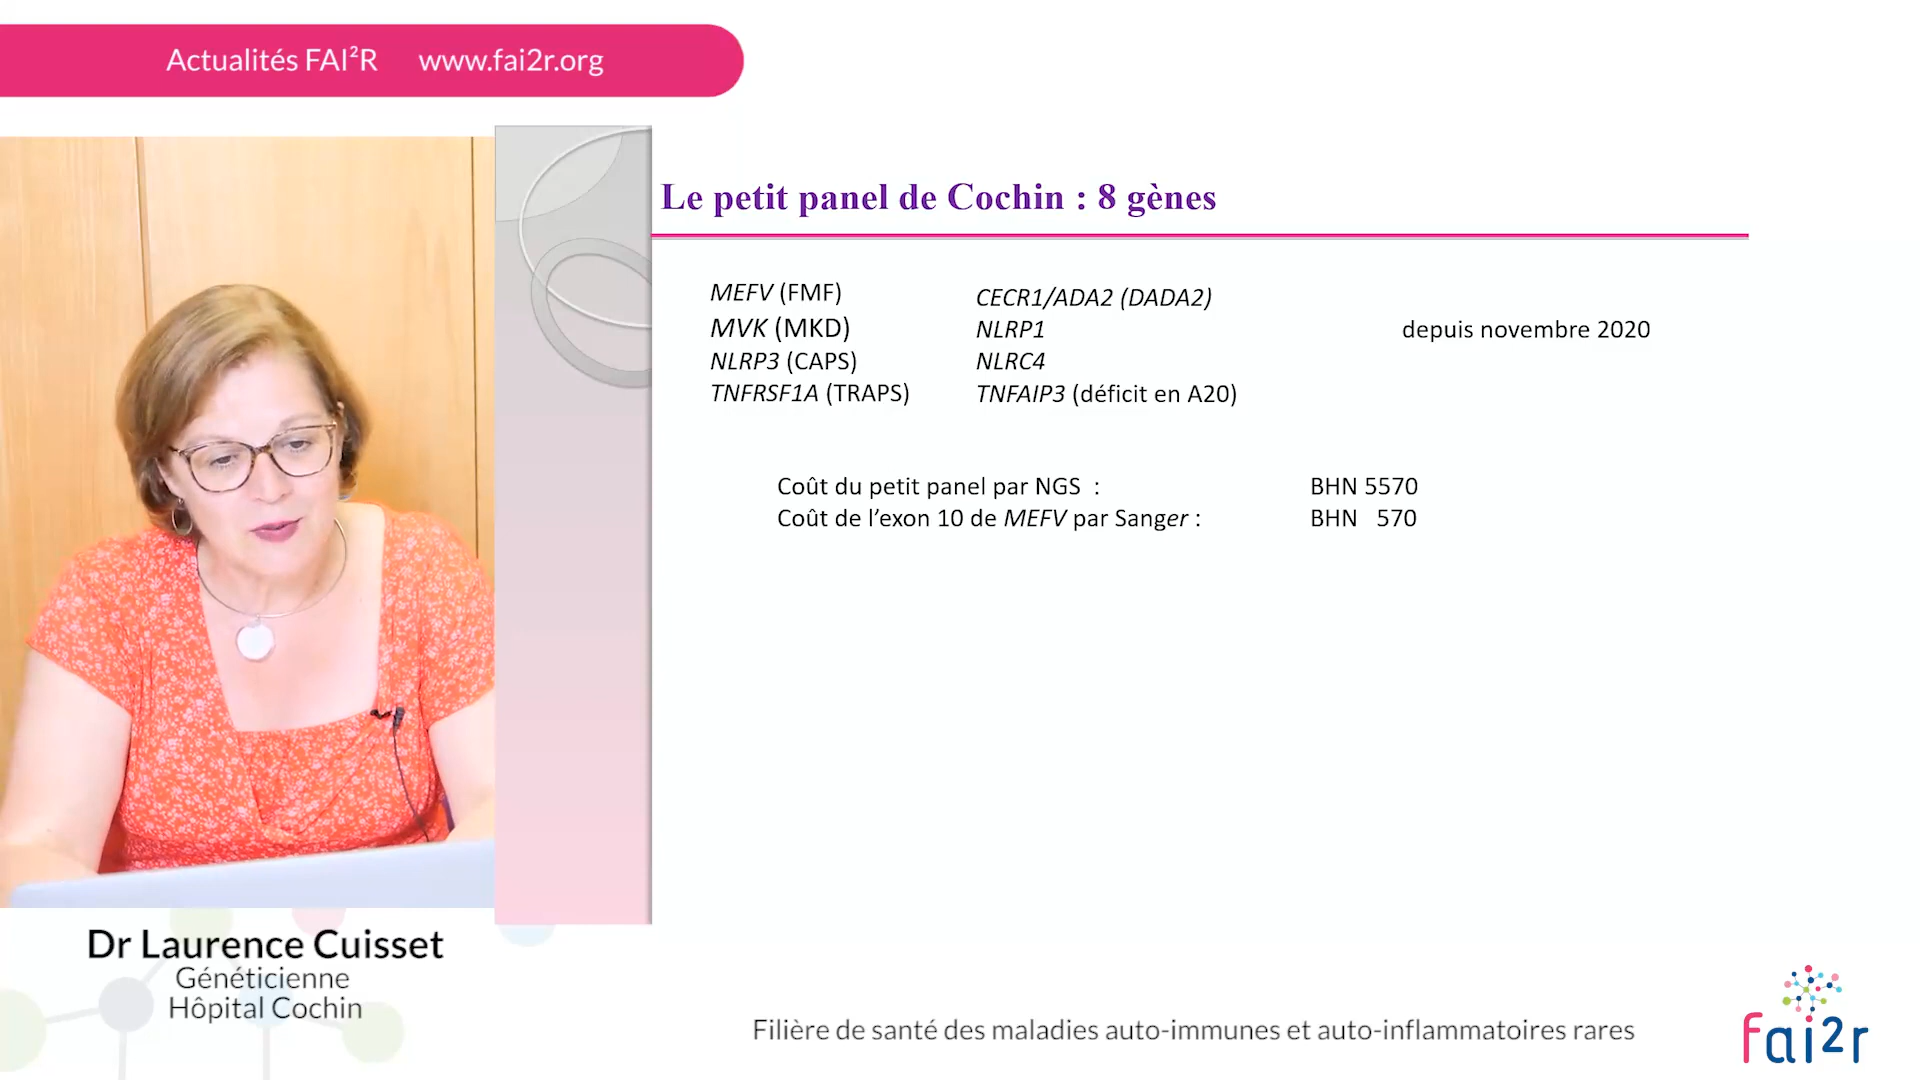 Actualités FAI²R www.fai2r.org
Le petit panel de Cochin : 8 gènes
MEFV (FMF)
MVK (MKD)
NLRP3 (CAPS)
TNFRSF1A (TRAPS)
CECR1/ADA2 (DADA2)
NLRP1
NLRC4
TNFAIP3 (déficit en A20)
depuis novembre 2020
Coût du petit panel par NGS : BHN 5570
Coût de l’exon 10 de MEFV par Sanger : BHN 570
Dr Laurence Cuisset
Généticienne
Hôpital Cochin
Filière de santé des maladies auto-immunes et auto-inflammatoires rares
fai2r